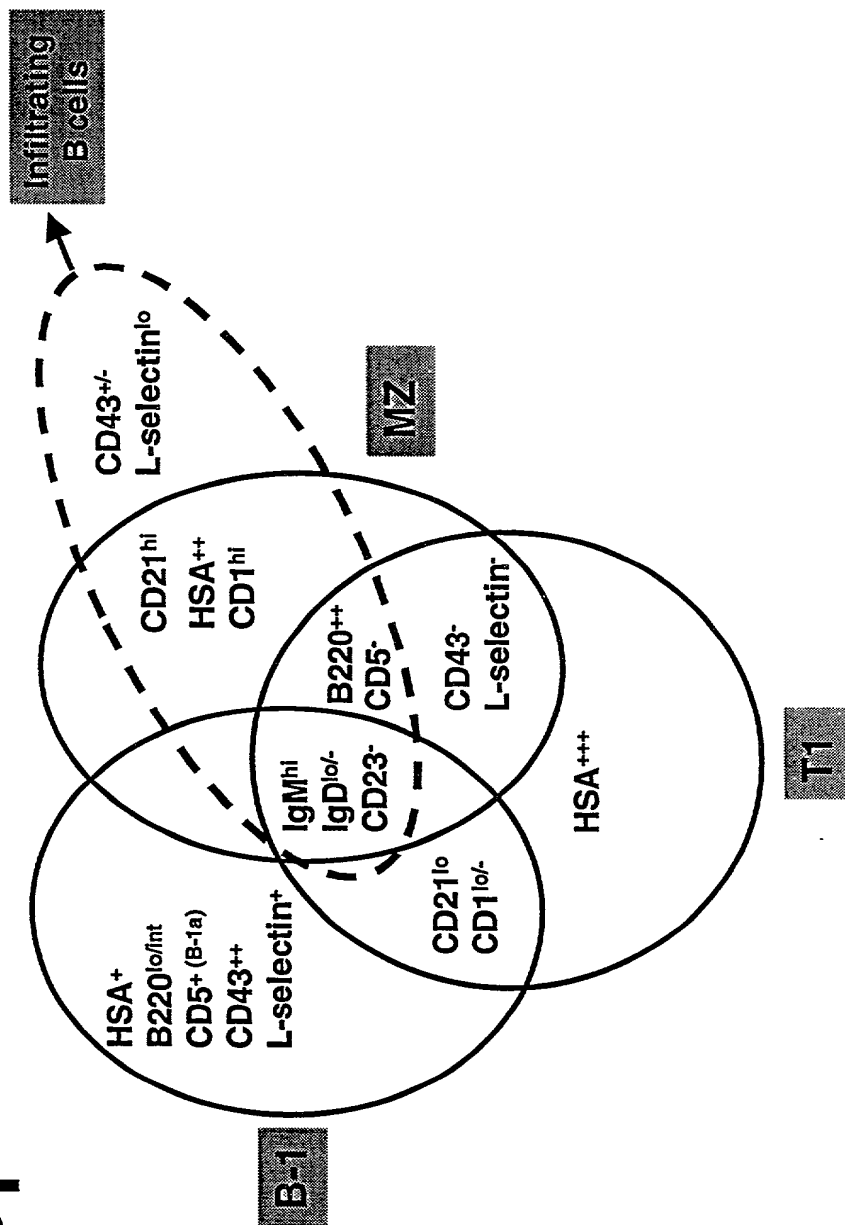 Infiltrating
B cells
CD43+/-
L-selectinlo
MZ
CD21hi
HSA++
CD1hi
B220++
CD5-
CD43-
L-selectin-
IgMhi
IgDlo/-
CD23-
HSA+
B220lo/int
CD5+ (B-1a)
CD43++
L-selectin+
B-1
CD21lo
CD1lo/-
HSA+++
T1